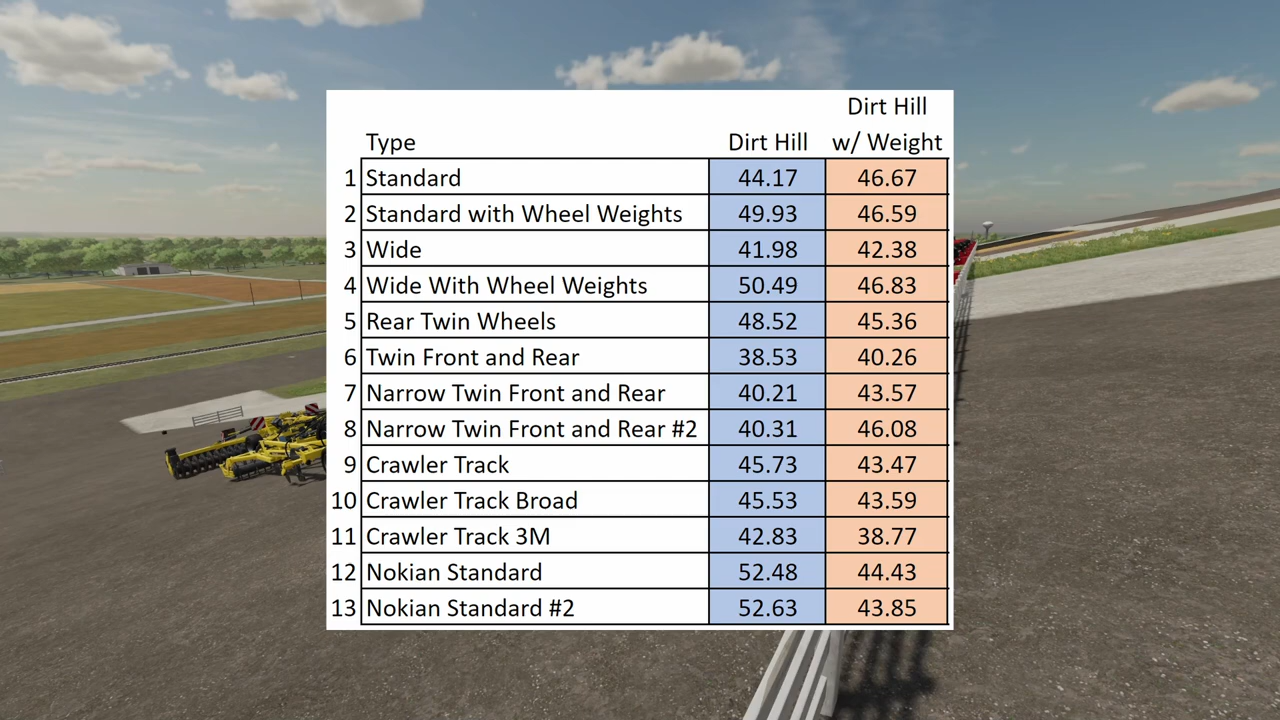 Dirt Hill
Type Dirt Hill w/ Weight
1 Standard 44.17 46.67
2 Standard with Wheel Weights 49.93 46.59
3 Wide 41.98 42.38
4 Wide With Wheel Weights 50.49 46.83
5 Rear Twin Wheels 48.52 45.36
6 Twin Front and Rear 38.53 40.26
7 Narrow Twin Front and Rear 40.21 43.57
8 Narrow Twin Front and Rear #2 40.31 46.08
9 Crawler Track 45.73 43.47
10 Crawler Track Broad 45.53 43.59
11 Crawler Track 3M 42.83 38.77
12 Nokian Standard 52.48 44.43
13 Nokian Standard #2 52.63 43.85